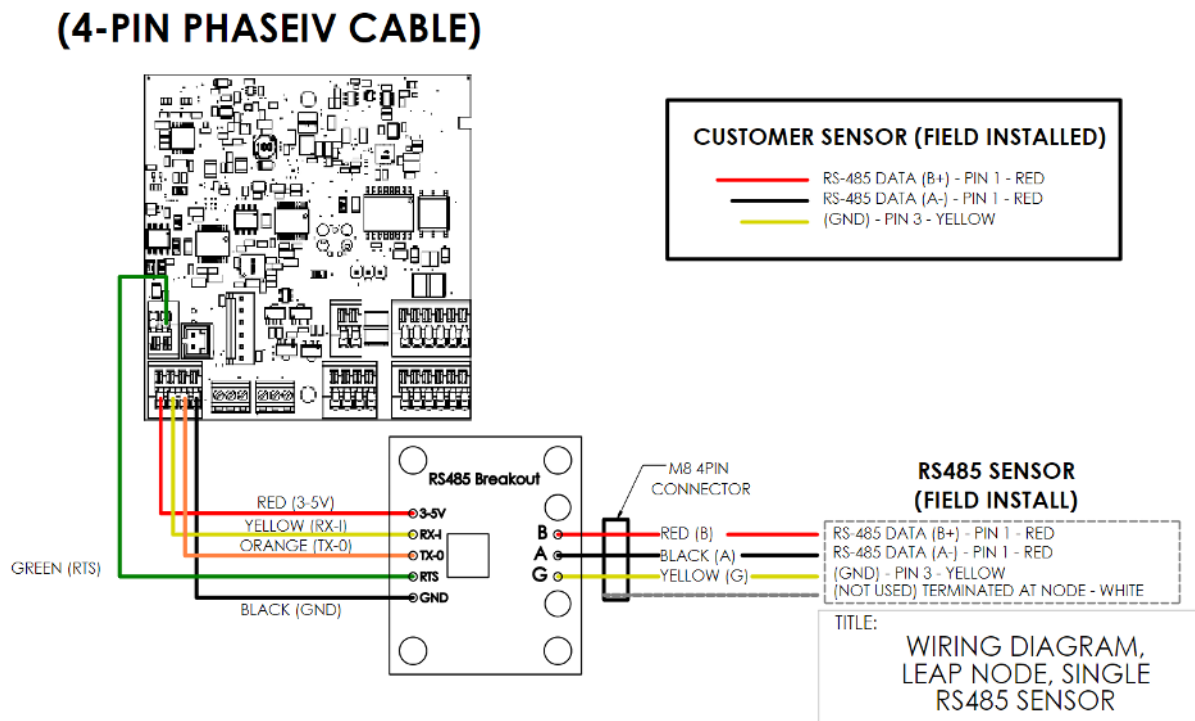 (4-PIN PHASEIV CABLE)
CUSTOMER SENSOR (FIELD INSTALLED)
RS-485 DATA (B+) - PIN 1 - RED
RS-485 DATA (A-) - PIN 1 - RED
(GND) - PIN 3 - YELLOW
100
RS485 Breakout
M8 4PIN
CONNECTOR
RS485 SENSOR
(FIELD INSTALL)
RED (3-5V)
3-5V
YELLOW (RX-I)
RX-I
ORANGE (TX-0)
TX-0
GREEN (RTS)
RTS
BLACK (GND)
GND
B
RED (B)
RS-485 DATA (B+) - PIN 1 - RED
A
BLACK (A)
RS-485 DATA (A-) - PIN 1 - RED
G
YELLOW (G)
(GND) - PIN 3 - YELLOW
(NOT USED) TERMINATED AT NODE - WHITE
TITLE:
WIRING DIAGRAM,
LEAP NODE, SINGLE
RS485 SENSOR